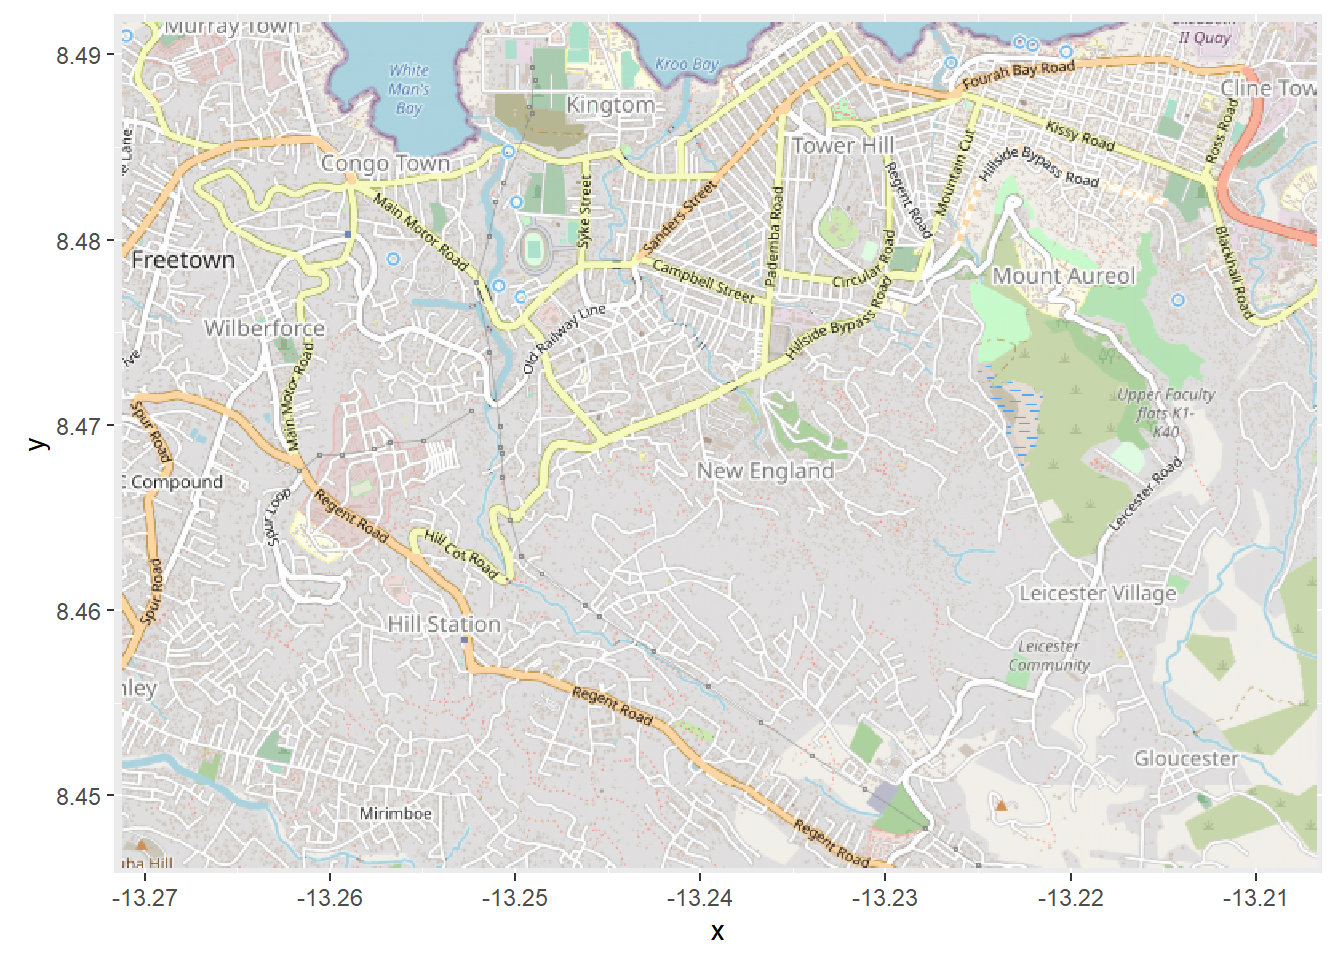 Murray Town
II Quay
8.49
White
Man's
Bay
Kroo Bay
Fourah Bay Road
Cline Tow
Kingtom
Kissy Road
Ross Road
e Lane
Congo Town
Tower Hill
Hillside Bypass Road
Mountain Cut
Regent Road
Main Motor Road
Syke Street
Sanders Street
Pademba Road
8.48
Freetown
Campbell Street
Circular Road
Mount Aureol
Blackhall Road
Wilberforce
Old Railway Line
Hillside Bypass Road
ive
Main Motor Road
Upper Faculty
flats K1-
K40
y
8.47
Spur Road
New England
Compound
Leicester Road
Spur Loop
Regent Road
Hill Cot Road
Spur Road
8.46
Leicester Village
Hill Station
Leicester
Community
nley
Regent Road
Gloucester
8.45
Mirimboe
Regent Road
uba Hill
-13.27
-13.26
-13.25
-13.24
-13.23
-13.22
-13.21
x